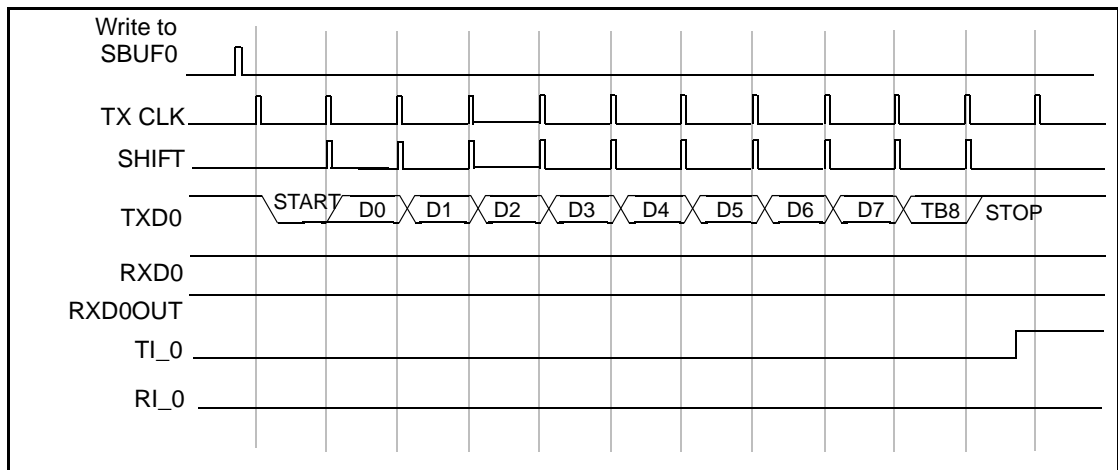 Write to
SBUF0
TX CLK
SHIFT
TXD0 START D0 D1 D2 D3 D4 D5 D6 D7 TB8 STOP
RXD0
RXD0OUT
TI_0
RI_0